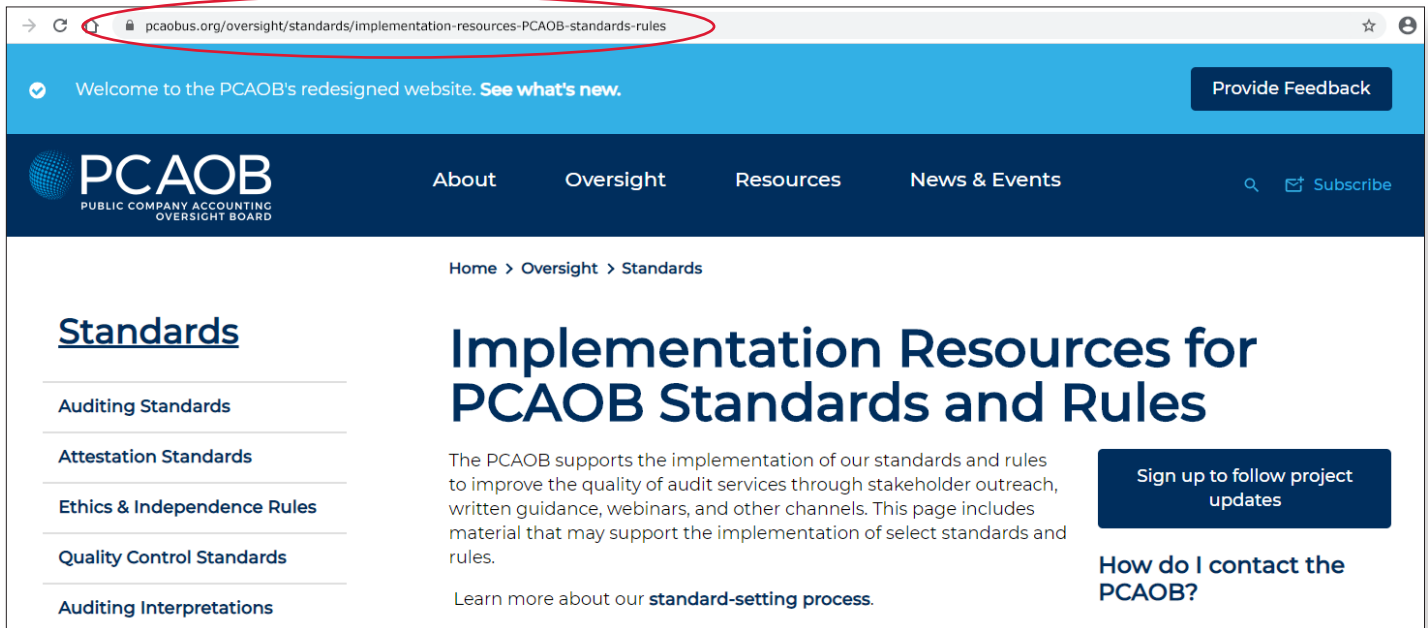 pcaobus.org/oversight/standards/implementation-resources-PCAOB-standards-rules
Welcome to the PCAOB's redesigned website. See what's new.
Provide Feedback
PCAOB
PUBLIC COMPANY ACCOUNTING
OVERSIGHT BOARD
About
Oversight
Resources
News & Events
Subscribe
Home > Oversight > Standards
Standards
Auditing Standards
Attestation Standards
Ethics & Independence Rules
Quality Control Standards
Auditing Interpretations
Implementation Resources for
PCAOB Standards and Rules
The PCAOB supports the implementation of our standards and rules
to improve the quality of audit services through stakeholder outreach,
written guidance, webinars, and other channels. This page includes
material that may support the implementation of select standards and
rules.
Learn more about our standard-setting process.
Sign up to follow project
updates
How do I contact the
PCAOB?